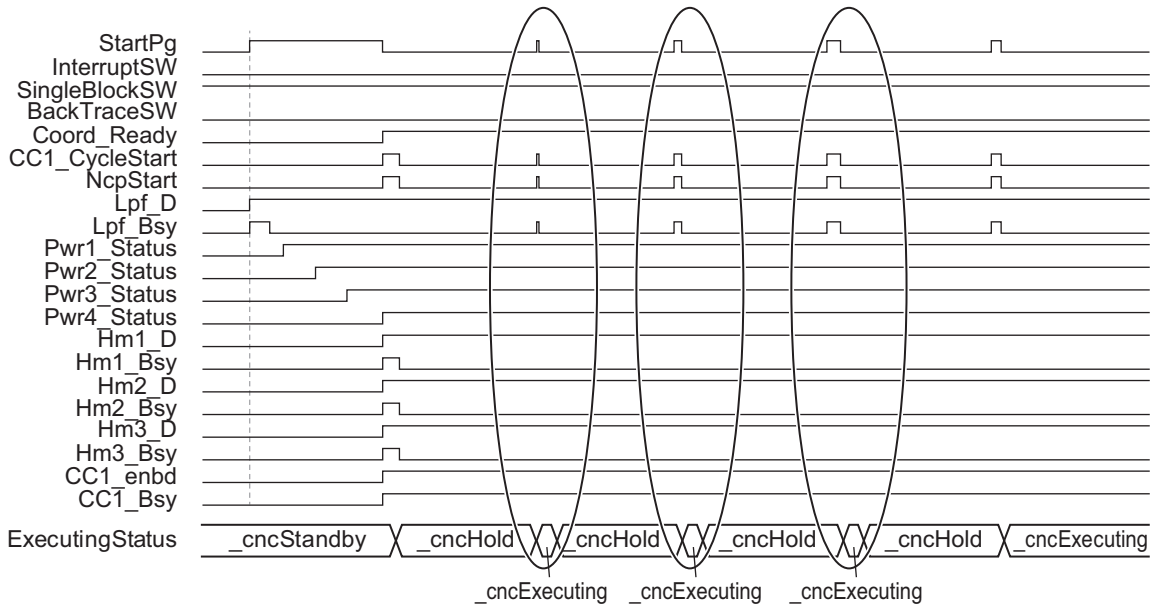 StartPg
InterruptSW
SingleBlockSW
BackTraceSW
Coord_Ready
CC1_CycleStart
NcpStart
Lpf_D
Lpf_Bsy
Pwr1_Status
Pwr2_Status
Pwr3_Status
Pwr4_Status
Hm1_D
Hm1_Bsy
Hm2_D
Hm2_Bsy
Hm3_D
Hm3_Bsy
CC1_enbd
CC1_Bsy
ExecutingStatus _cncStandby _cncHold _cncHold _cncHold _cncHold _cncExecuting
_cncExecuting _cncExecuting _cncExecuting